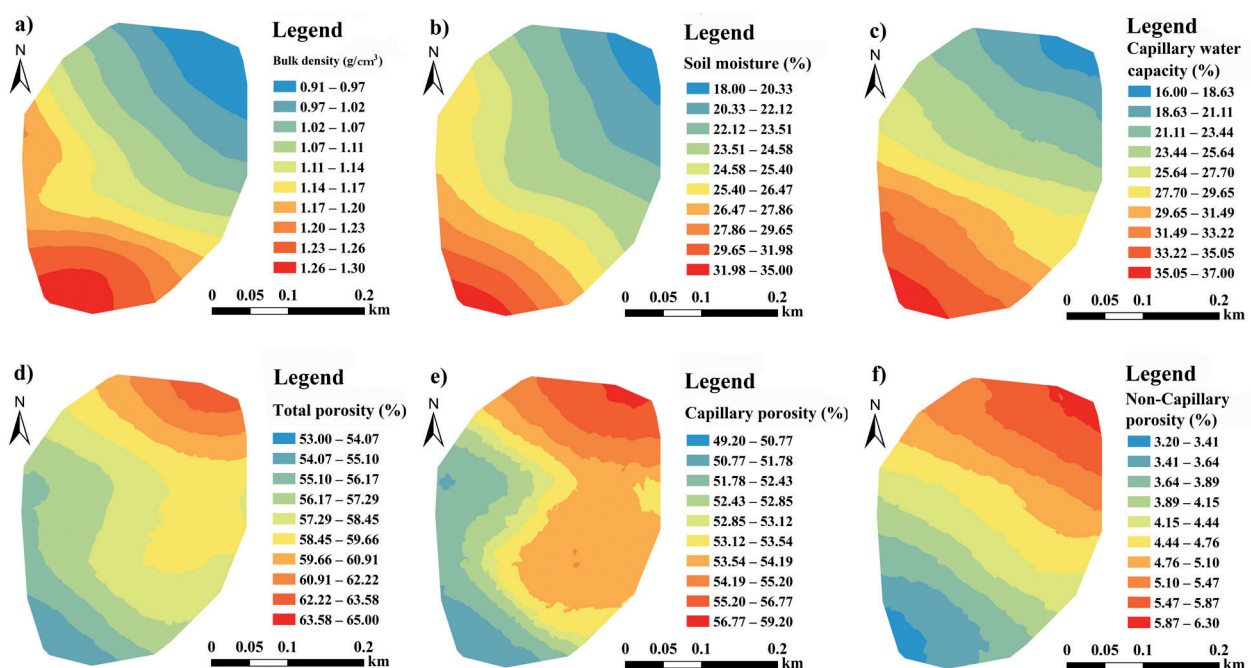 a)
N
Legend
Bulk density (g/cm³)
0.91 – 0.97
0.97 – 1.02
1.02 – 1.07
1.07 – 1.11
1.11 – 1.14
1.14 – 1.17
1.17 – 1.20
1.20 – 1.23
1.23 – 1.26
1.26 – 1.30
0 0.05 0.1 0.2
km
b)
N
Legend
Soil moisture (%)
18.00 – 20.33
20.33 – 22.12
22.12 – 23.51
23.51 – 24.58
24.58 – 25.40
25.40 – 26.47
26.47 – 27.86
27.86 – 29.65
29.65 – 31.98
31.98 – 35.00
0 0.05 0.1 0.2
km
c)
N
Legend
Capillary water
capacity (%)
16.00 – 18.63
18.63 – 21.11
21.11 – 23.44
23.44 – 25.64
25.64 – 27.70
27.70 – 29.65
29.65 – 31.49
31.49 – 33.22
33.22 – 35.05
35.05 – 37.00
0 0.05 0.1 0.2
km
d)
N
Legend
Total porosity (%)
53.00 – 54.07
54.07 – 55.10
55.10 – 56.17
56.17 – 57.29
57.29 – 58.45
58.45 – 59.66
59.66 – 60.91
60.91 – 62.22
62.22 – 63.58
63.58 – 65.00
0 0.05 0.1 0.2
km
e)
N
Legend
Capillary porosity (%)
49.20 – 50.77
50.77 – 51.78
51.78 – 52.43
52.43 – 52.85
52.85 – 53.12
53.12 – 53.54
53.54 – 54.19
54.19 – 55.20
55.20 – 56.77
56.77 – 59.20
0 0.05 0.1 0.2
km
f)
N
Legend
Non-Capillary
porosity (%)
3.20 – 3.41
3.41 – 3.64
3.64 – 3.89
3.89 – 4.15
4.15 – 4.44
4.44 – 4.76
4.76 – 5.10
5.10 – 5.47
5.47 – 5.87
5.87 – 6.30
0 0.05 0.1 0.2
km